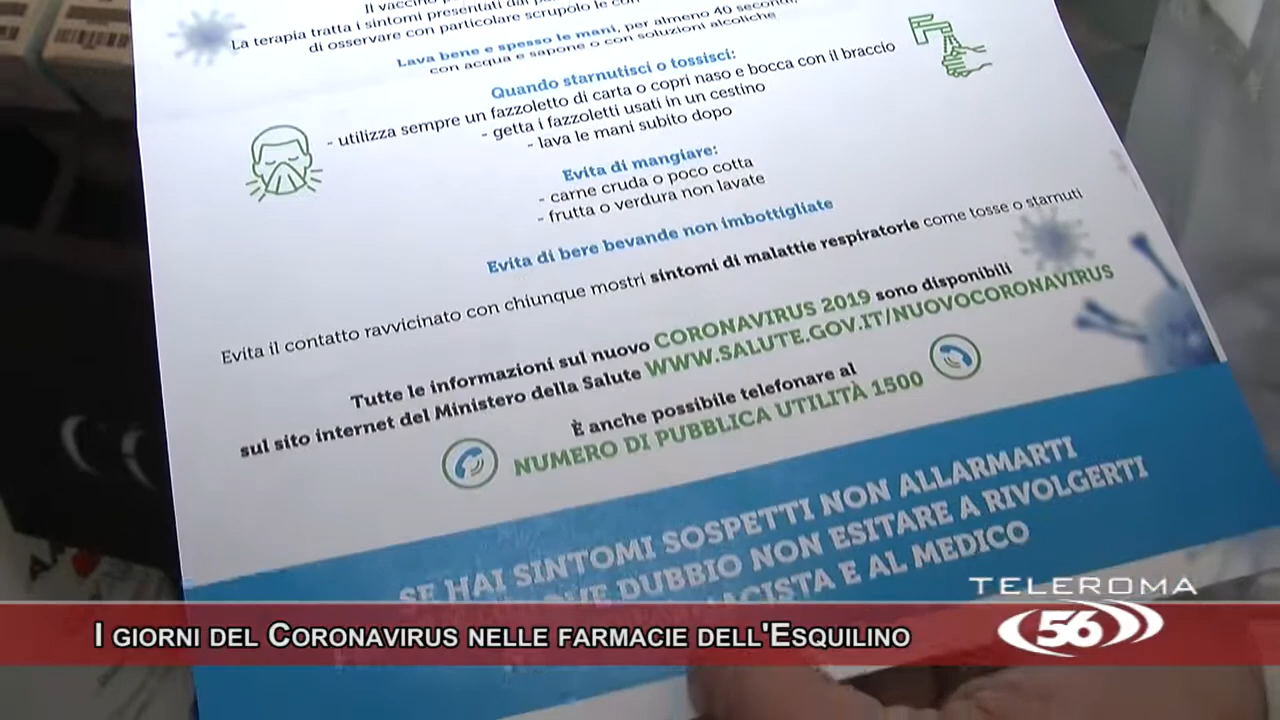 Il vaccino
La terapia tratta i sintomi presentati dal
di osservare con particolare scrupolo le
Lava bene e spesso le mani, per almeno 40 secondi,
con acqua e sapone o con soluzioni alcoliche
Quando starnutisci o tossisci:
- utilizza sempre un fazzoletto di carta o copri naso e bocca con il braccio
- getta i fazzoletti usati in un cestino
- lava le mani subito dopo
Evita di mangiare:
- carne cruda o poco cotta
- frutta o verdura non lavate
Evita di bere bevande non imbottigliate
Evita il contatto ravvicinato con chiunque mostri sintomi di malattie respiratorie come tosse o starnuti
Tutte le informazioni sul nuovo CORONAVIRUS 2019 sono disponibili
sul sito internet del Ministero della Salute WWW.SALUTE.GOV.IT/NUOVOCORONAVIRUS
È anche possibile telefonare al
NUMERO DI PUBBLICA UTILITÀ 1500
SE HAI SINTOMI SOSPETTI NON ALLARMARTI
DUBBIO NON ESITARE A RIVOLGERTI
E AL MEDICO
TELEROMA
56
I GIORNI DEL CORONAVIRUS NELLE FARMACIE DELL'ESQUILINO